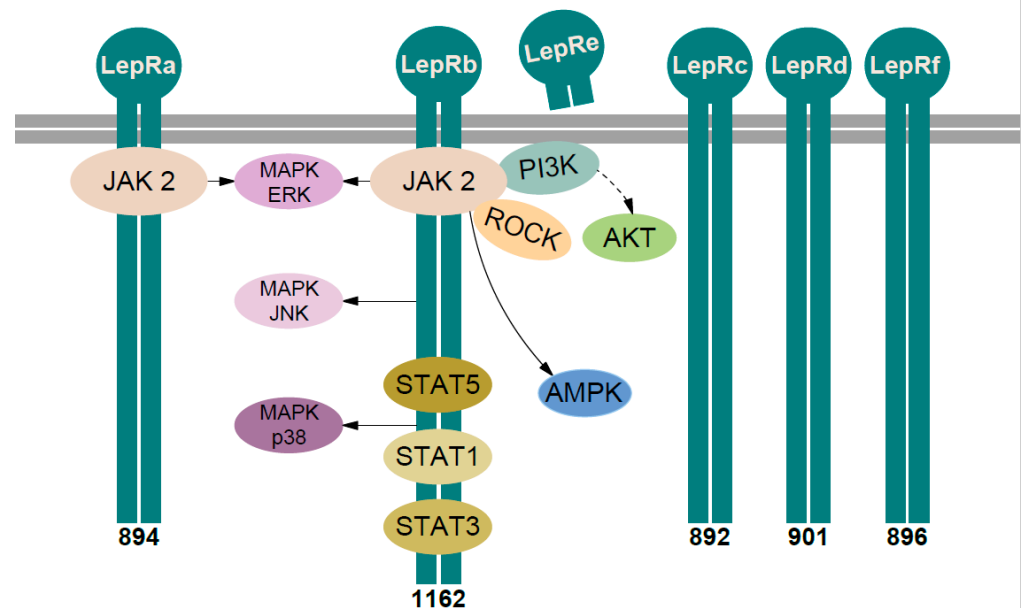 LepRa
LepRb
LepRe
LepRc
LepRd
LepRf
JAK 2
MAPK
ERK
JAK 2
PI3K
ROCK
AKT
MAPK
JNK
STAT5
AMPK
MAPK
p38
STAT1
STAT3
894
892
901
896
1162